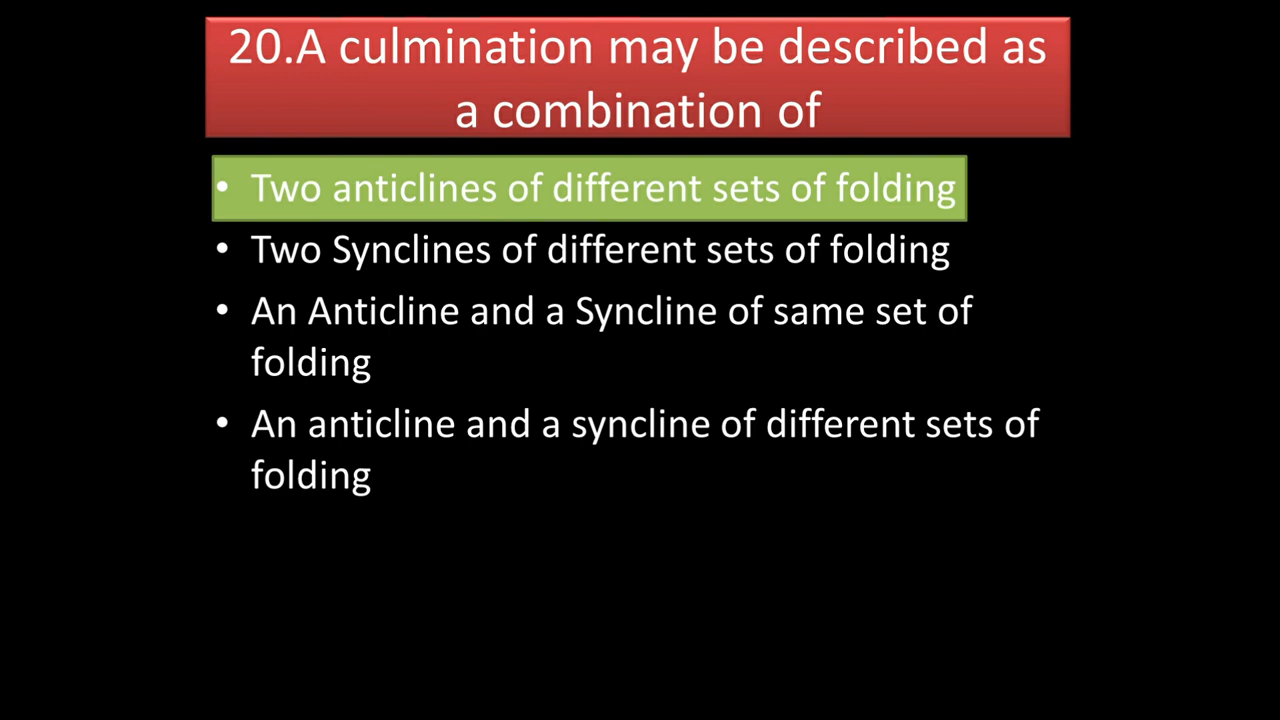 20.A culmination may be described as
a combination of
• Two anticlines of different sets of folding
• Two Synclines of different sets of folding
• An Anticline and a Syncline of same set of
folding
• An anticline and a syncline of different sets of
folding